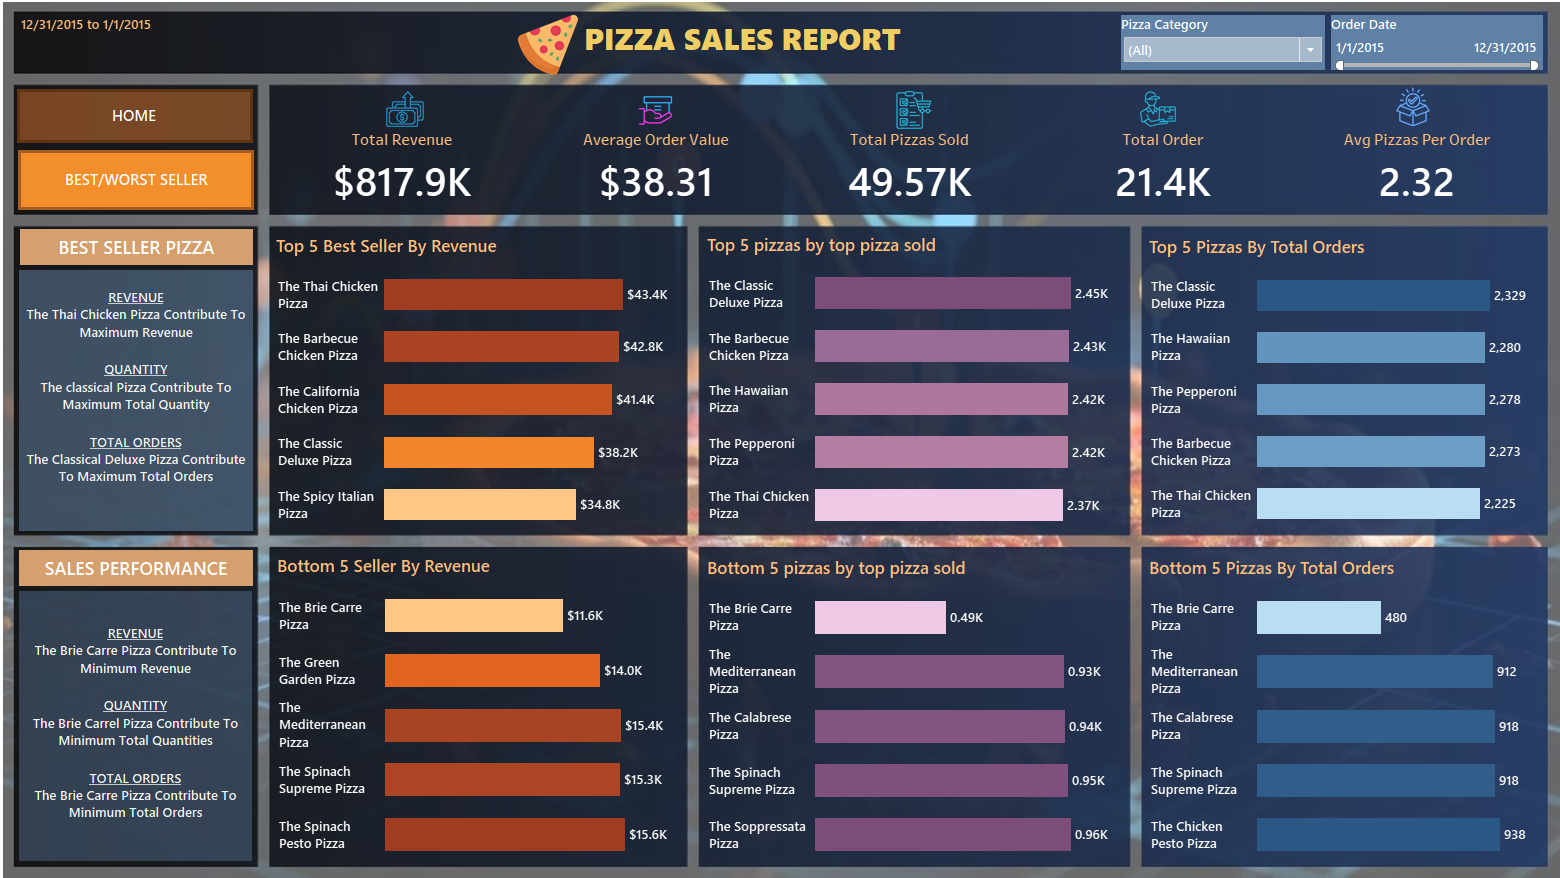 12/31/2015 to 1/1/2015
PIZZA SALES REPORT
Pizza Category
(All)
Order Date
1/1/2015
12/31/2015
HOME
BEST/WORST SELLER
Total Revenue
$817.9K
Average Order Value
$38.31
Total Pizzas Sold
49.57K
Total Order
21.4K
Avg Pizzas Per Order
2.32
BEST SELLER PIZZA
REVENUE
The Thai Chicken Pizza Contribute To
Maximum Revenue
QUANTITY
The classical Pizza Contribute To
Maximum Total Quantity
TOTAL ORDERS
The Classical Deluxe Pizza Contribute
To Maximum Total Orders
Top 5 Best Seller By Revenue
The Thai Chicken
Pizza
$43.4K
The Barbecue
Chicken Pizza
$42.8K
The California
Chicken Pizza
$41.4K
The Classic
Deluxe Pizza
$38.2K
The Spicy Italian
Pizza
$34.8K
Top 5 pizzas by top pizza sold
The Classic
Deluxe Pizza
2.45K
The Barbecue
Chicken Pizza
2.43K
The Hawaiian
Pizza
2.42K
The Pepperoni
Pizza
2.42K
The Thai Chicken
Pizza
2.37K
Top 5 Pizzas By Total Orders
The Classic
Deluxe Pizza
2,329
The Hawaiian
Pizza
2,280
The Pepperoni
Pizza
2,278
The Barbecue
Chicken Pizza
2,273
The Thai Chicken
Pizza
2,225
SALES PERFORMANCE
REVENUE
The Brie Carre Pizza Contribute To
Minimum Revenue
QUANTITY
The Brie Carrel Pizza Contribute To
Minimum Total Quantities
TOTAL ORDERS
The Brie Carre Pizza Contribute To
Minimum Total Orders
Bottom 5 Seller By Revenue
The Brie Carre
Pizza
$11.6K
The Green
Garden Pizza
$14.0K
The
Mediterranean
Pizza
$15.4K
The Spinach
Supreme Pizza
$15.3K
The Spinach
Pesto Pizza
$15.6K
Bottom 5 pizzas by top pizza sold
The Brie Carre
Pizza
0.49K
The
Mediterranean
Pizza
0.93K
The Calabrese
Pizza
0.94K
The Spinach
Supreme Pizza
0.95K
The Soppressata
Pizza
0.96K
Bottom 5 Pizzas By Total Orders
The Brie Carre
Pizza
480
The
Mediterranean
Pizza
912
The Calabrese
Pizza
918
The Spinach
Supreme Pizza
918
The Chicken
Pesto Pizza
938